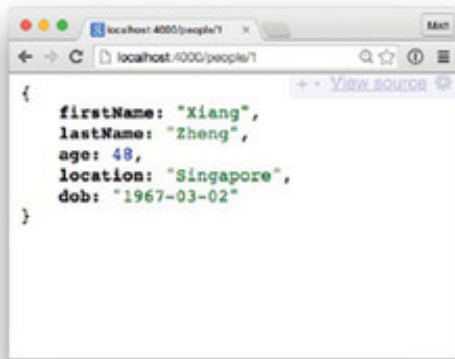 localhost:4000/people/1
Matt
localhost:4000/people/1
+ - View source
{
firstName: "Xiang",
lastName: "Zheng",
age: 48,
location: "Singapore",
dob: "1967-03-02"
}